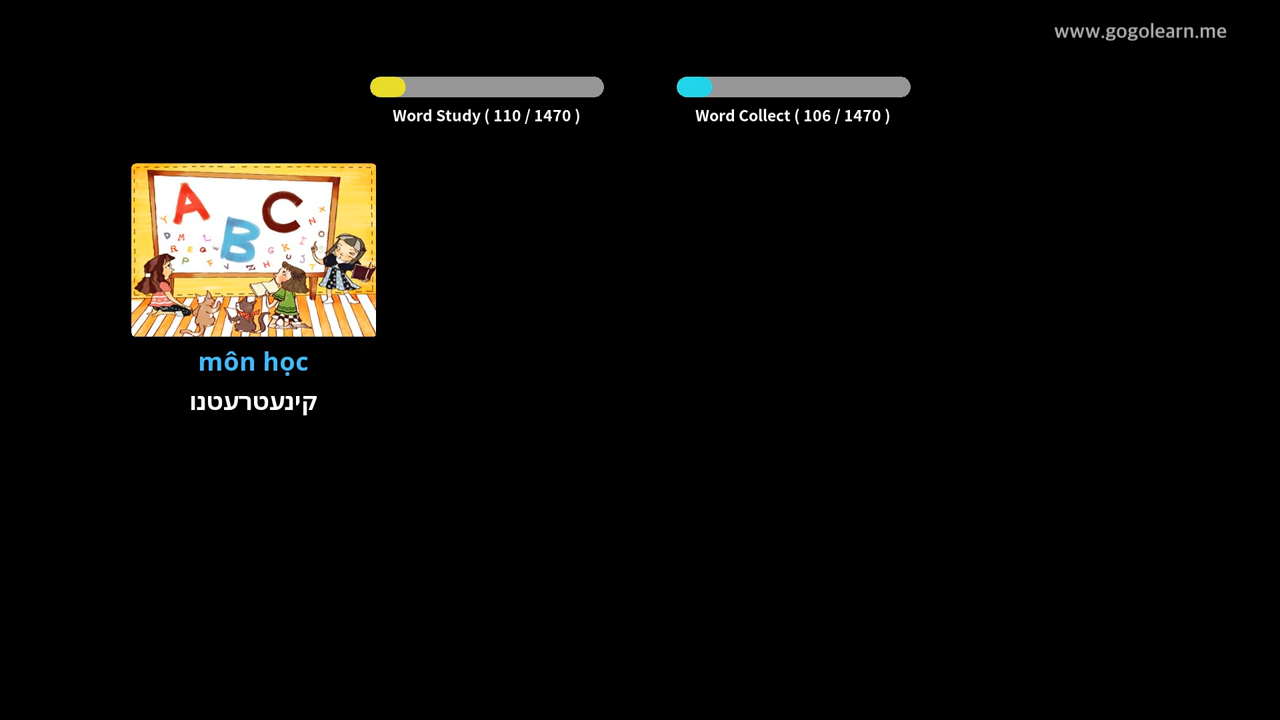 www.gogolearn.me
Word Study ( 110 / 1470 )
Word Collect ( 106 / 1470 )
A B C
môn học
קינעטרעטנו